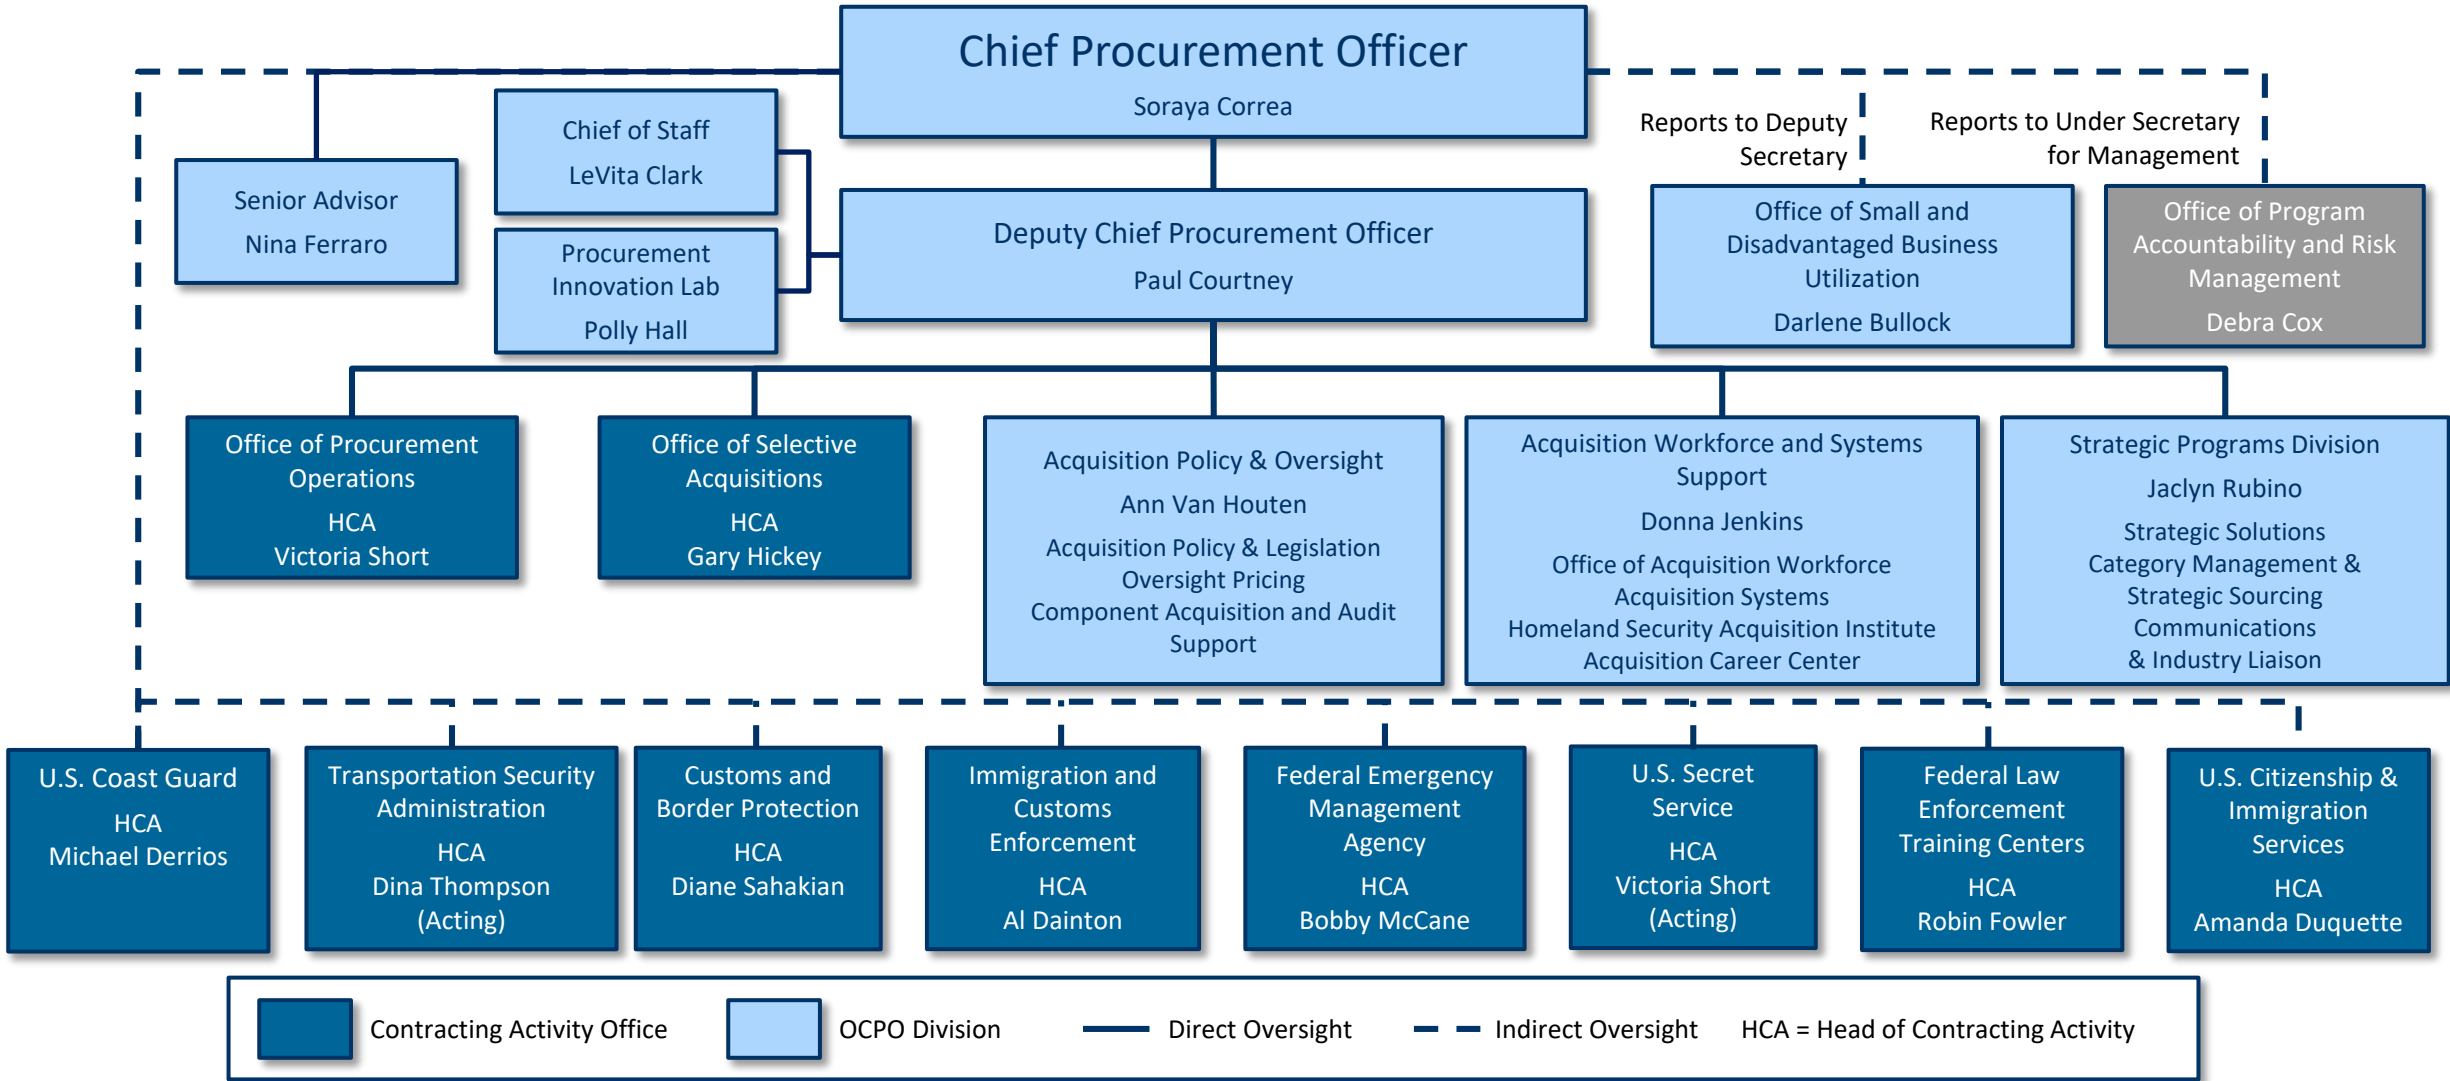 Chief Procurement Officer
Soraya Correa
Chief of Staff
LeVita Clark
Senior Advisor
Nina Ferraro
Procurement
Innovation Lab
Polly Hall
Deputy Chief Procurement Officer
Paul Courtney
Reports to Deputy
Secretary
Reports to Under Secretary
for Management
Office of Small and
Disadvantaged Business
Utilization
Darlene Bullock
Office of Program
Accountability and Risk
Management
Debra Cox
Office of Procurement
Operations
HCA
Victoria Short
Office of Selective
Acquisitions
HCA
Gary Hickey
Acquisition Policy & Oversight
Ann Van Houten
Acquisition Policy & Legislation
Oversight Pricing
Component Acquisition and Audit
Support
Acquisition Workforce and Systems
Support
Donna Jenkins
Office of Acquisition Workforce
Acquisition Systems
Homeland Security Acquisition Institute
Acquisition Career Center
Strategic Programs Division
Jaclyn Rubino
Strategic Solutions
Category Management &
Strategic Sourcing
Communications
& Industry Liaison
U.S. Coast Guard
HCA
Michael Derrios
Transportation Security
Administration
HCA
Dina Thompson
(Acting)
Customs and
Border Protection
HCA
Diane Sahakian
Immigration and
Customs
Enforcement
HCA
Al Dainton
Federal Emergency
Management
Agency
HCA
Bobby McCane
U.S. Secret
Service
HCA
Victoria Short
(Acting)
Federal Law
Enforcement
Training Centers
HCA
Robin Fowler
U.S. Citizenship &
Immigration
Services
HCA
Amanda Duquette
Contracting Activity Office
OCPO Division
Direct Oversight
Indirect Oversight
HCA = Head of Contracting Activity